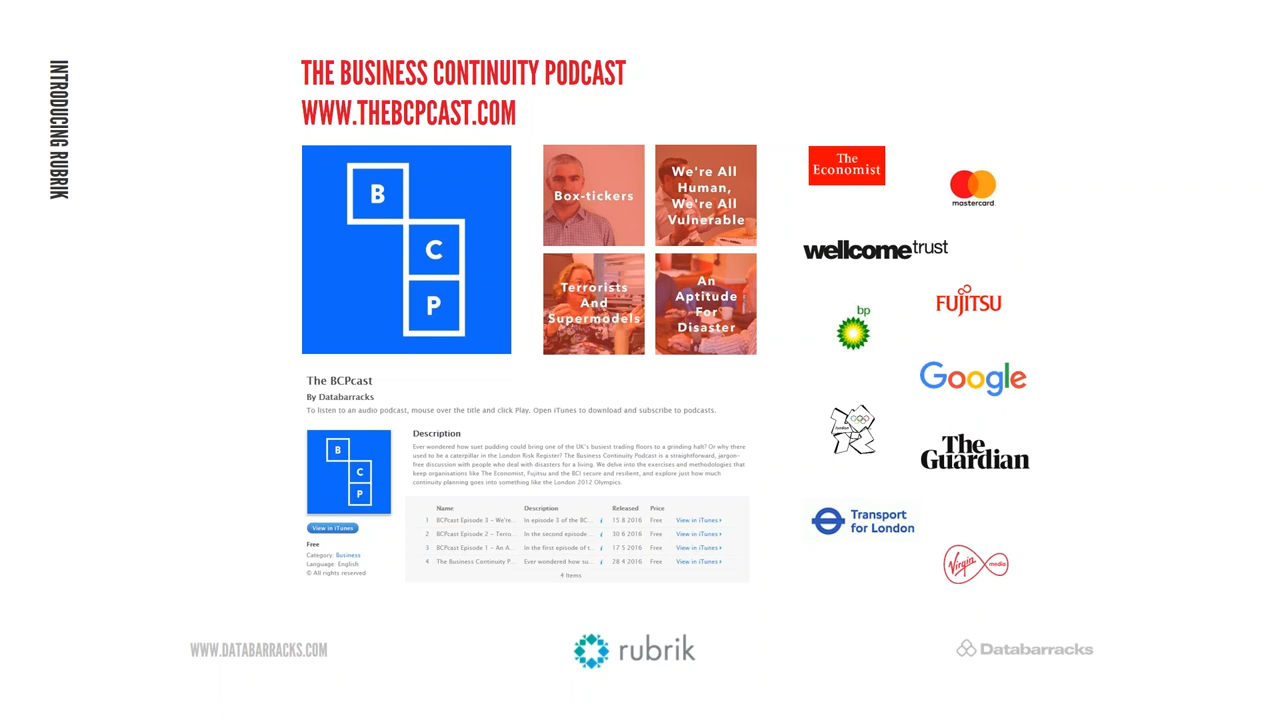 INTRODUCING RUBRIK
THE BUSINESS CONTINUITY PODCAST
WWW.THEBCPCAST.COM
B
C
P
Box-tickers
We're All
Human,
We're All
Vulnerable
Terrorists
And
Supermodels
An
Aptitude
For
Disaster
The
Economist
mastercard.
wellcome trust
bp
FUJITSU
Google
london
The
Guardian
Transport
for London
Virgin media
The BCPcast
By Databarracks
To listen to an audio podcast, mouse over the title and click Play. Open iTunes to download and subscribe to podcasts.
B
C
P
View in iTunes
Free
Category: Business
Language: English
© All rights reserved
Description
Ever wondered how suet pudding could bring one of the UK's busiest trading floors to a grinding halt? Or why there
used to be a caterpillar in the London Risk Register? The Business Continuity Podcast is a straightforward, jargon-
free discussion with people who deal with disasters for a living. We delve into the exercises and methodologies that
keep organisations like The Economist, Fujitsu and the BCI secure and resilient, and explore just how much
continuity planning goes into something like the London 2012 Olympics.
Name Description Released Price
1 BCPcast Episode 3 - We're... In episode 3 of the BC... i 15 8 2016 Free View in iTunes
2 BCPcast Episode 2 - Terro... In the second episode... i 30 6 2016 Free View in iTunes
3 BCPcast Episode 1 - An A... In the first episode of t... i 17 5 2016 Free View in iTunes
4 The Business Continuity P... Ever wondered how su... i 28 4 2016 Free View in iTunes
4 Items
WWW.DATABARRACKS.COM
rubrik
Databarracks